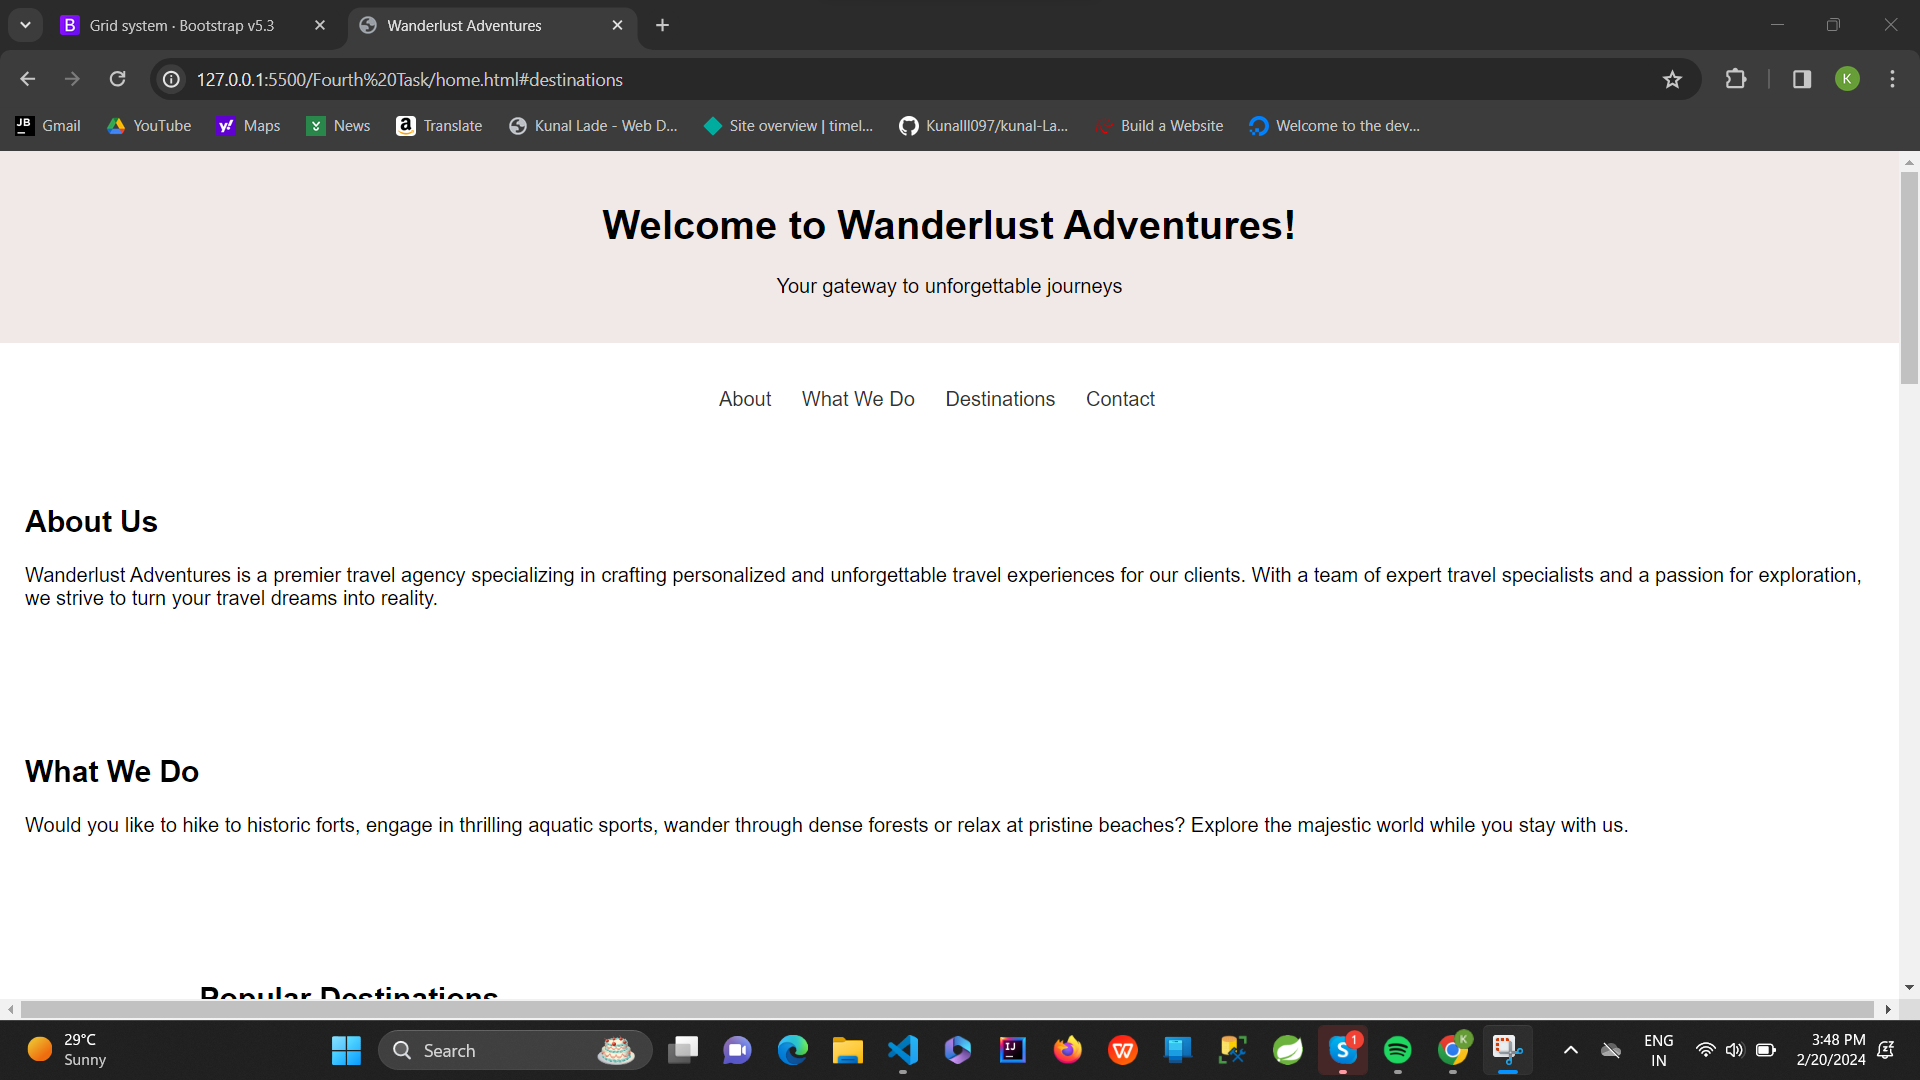 Grid system · Bootstrap v5.3
Wanderlust Adventures
127.0.0.1:5500/Fourth%20Task/home.html#destinations
K
Gmail
YouTube
Maps
News
Translate
Kunal Lade - Web D...
Site overview | timel...
Kunalll097/kunal-La...
Build a Website
Welcome to the dev...
Welcome to Wanderlust Adventures!
Your gateway to unforgettable journeys
About
What We Do
Destinations
Contact
About Us
Wanderlust Adventures is a premier travel agency specializing in crafting personalized and unforgettable travel experiences for our clients. With a team of expert travel specialists and a passion for exploration,
we strive to turn your travel dreams into reality.
What We Do
Would you like to hike to historic forts, engage in thrilling aquatic sports, wander through dense forests or relax at pristine beaches? Explore the majestic world while you stay with us.
Popular Destinations
29°C
Sunny
Search
1
K
ENG
IN
3:48 PM
2/20/2024